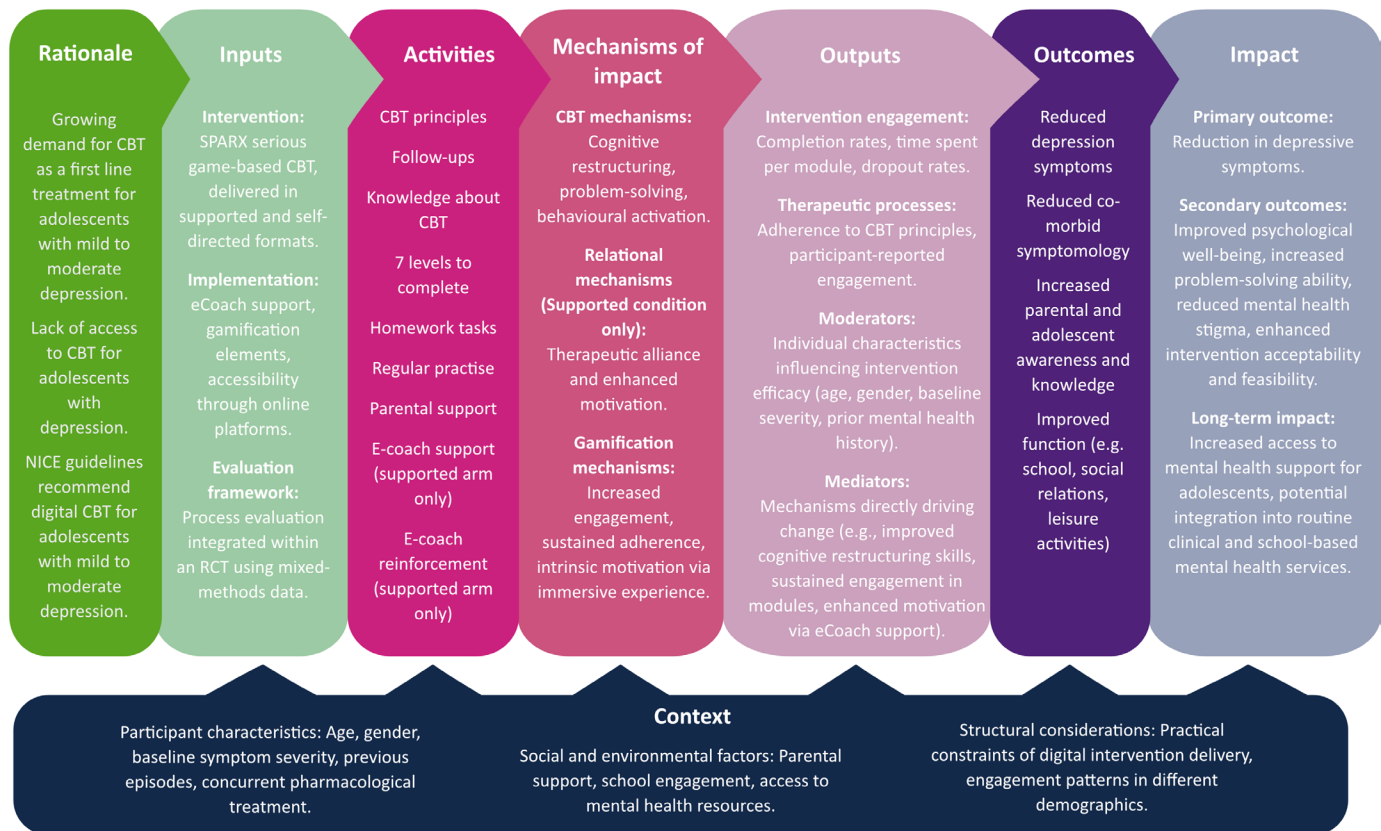 Rationale
Growing
demand for CBT
as a first line
treatment for
adolescents
with mild to
moderate
depression.
Lack of access
to CBT for
adolescents
with
depression.
NICE guidelines
recommend
digital CBT for
adolescents
with mild to
moderate
depression.
Inputs
Intervention:
SPARX serious
game-based CBT,
delivered in
supported and self-
directed formats.
Implementation:
eCoach support,
gamification
elements,
accessibility
through online
platforms.
Evaluation
framework:
Process evaluation
integrated within
an RCT using mixed-
methods data.
Activities
CBT principles
Follow-ups
Knowledge about
CBT
7 levels to
complete
Homework tasks
Regular practise
Parental support
E-coach support
(supported arm
only)
E-coach
reinforcement
(supported arm
only)
Mechanisms of
impact
CBT mechanisms:
Cognitive
restructuring,
problem-solving,
behavioural activation.
Relational
mechanisms
(Supported condition
only):
Therapeutic alliance
and enhanced
motivation.
Gamification
mechanisms:
Increased
engagement,
sustained adherence,
intrinsic motivation via
immersive experience.
Outputs
Intervention engagement:
Completion rates, time spent
per module, dropout rates.
Therapeutic processes:
Adherence to CBT principles,
participant-reported
engagement.
Moderators:
Individual characteristics
influencing intervention
efficacy (age, gender, baseline
severity, prior mental health
history).
Mediators:
Mechanisms directly driving
change (e.g., improved
cognitive restructuring skills,
sustained engagement in
modules, enhanced motivation
via eCoach support).
Outcomes
Reduced
depression
symptoms
Reduced co-
morbid
symptomology
Increased
parental and
adolescent
awareness and
knowledge
Improved
function (e.g.
school, social
relations,
leisure
activities)
Impact
Primary outcome:
Reduction in depressive
symptoms.
Secondary outcomes:
Improved psychological
well-being, increased
problem-solving ability,
reduced mental health
stigma, enhanced
intervention acceptability
and feasibility.
Long-term impact:
Increased access to
mental health support for
adolescents, potential
integration into routine
clinical and school-based
mental health services.
Context
Participant characteristics: Age, gender,
baseline symptom severity, previous
episodes, concurrent pharmacological
treatment.
Social and environmental factors: Parental
support, school engagement, access to
mental health resources.
Structural considerations: Practical
constraints of digital intervention delivery,
engagement patterns in different
demographics.